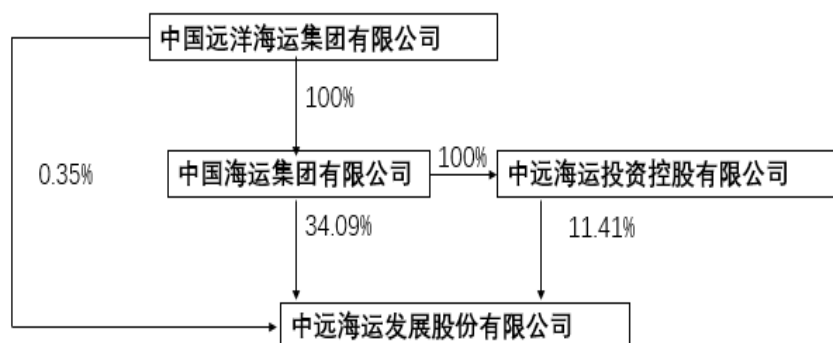 中国远洋海运集团有限公司
100%
0.35%
中国海运集团有限公司
100%
中远海运投资控股有限公司
34.09%
11.41%
中远海运发展股份有限公司